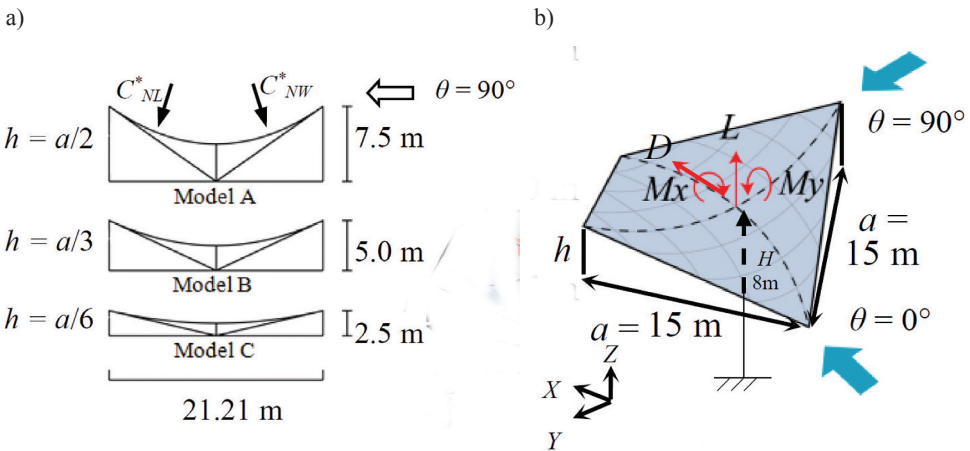 a)
C*NL
C*NW
θ = 90°
h = a/2
7.5 m
Model A
h = a/3
5.0 m
Model B
h = a/6
2.5 m
Model C
21.21 m
b)
θ = 90°
L
D
Mx
My
h
H
8m
a =
15 m
a = 15 m
θ = 0°
Z
X
Y